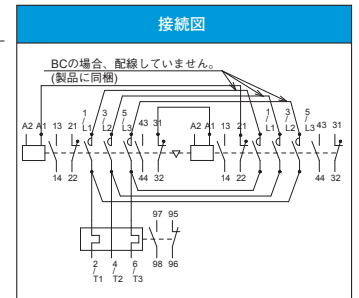 接続図
BCの場合、配線していません。
(製品に同梱)
1/L1 3/L2 5/L3 1/L1 3/L2 5/L3
A2 A1 13 21 43 31 A2 A1 13 21 43 31
14 22 44 32 14 22 44 32
97 95
98 96
2/T1 4/T2 6/T3